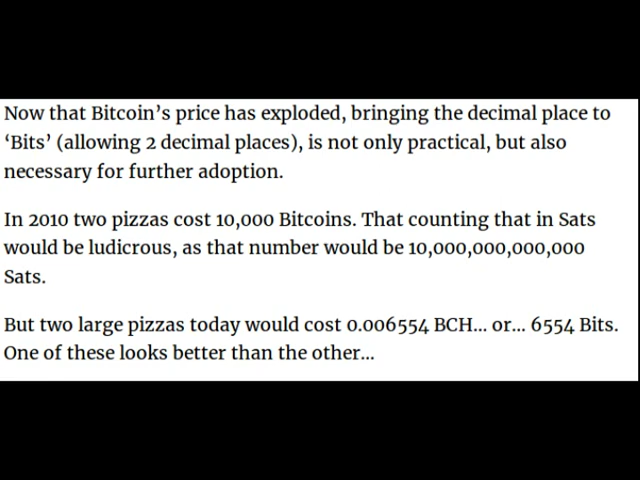 Now that Bitcoin’s price has exploded, bringing the decimal place to
‘Bits’ (allowing 2 decimal places), is not only practical, but also
necessary for further adoption.
In 2010 two pizzas cost 10,000 Bitcoins. That counting that in Sats
would be ludicrous, as that number would be 10,000,000,000,000
Sats.
But two large pizzas today would cost 0.006554 BCH... or... 6554 Bits.
One of these looks better than the other...